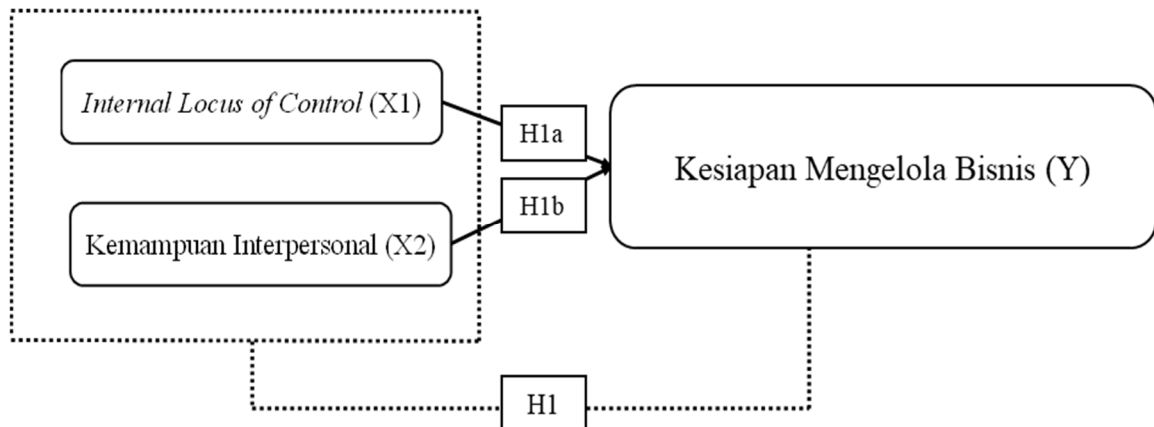 Internal Locus of Control (X1)
H1a
Kesiapan Mengelola Bisnis (Y)
H1b
Kemampuan Interpersonal (X2)
H1